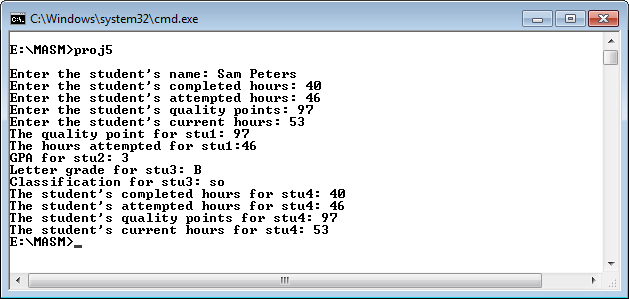 C:\Windows\system32\cmd.exe
E:\MASM>proj5
Enter the student's name: Sam Peters
Enter the student's completed hours: 40
Enter the student's attempted hours: 46
Enter the student's quality points: 97
Enter the student's current hours: 53
The quality point for stu1: 97
The hours attempted for stu1:46
GPA for stu2: 3
Letter grade for stu3: B
Classification for stu3: so
The student's completed hours for stu4: 40
The student's attempted hours for stu4: 46
The student's quality points for stu4: 97
The student's current hours for stu4: 53
E:\MASM>_